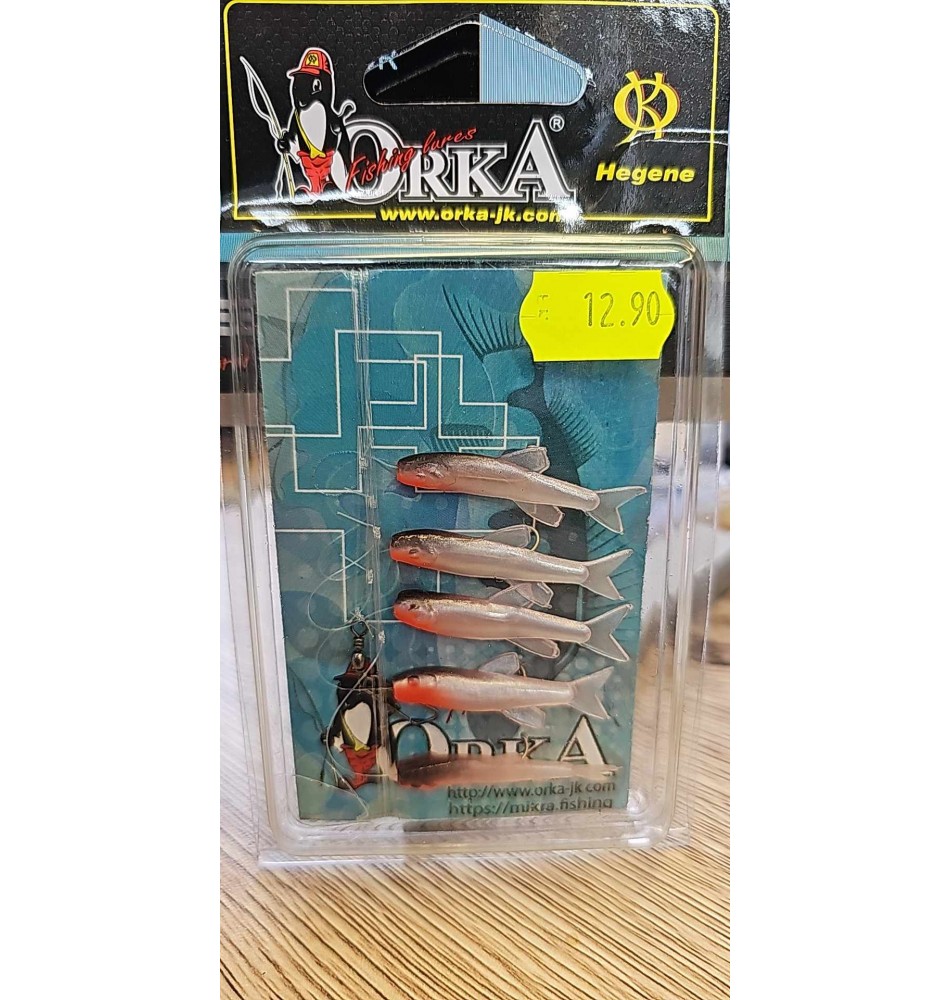 Fishing lures
ORKA®
www.orka-jk.com
Hegene
12.90
ORKA
http://www.orka-jk.com
https://mikra.fishing